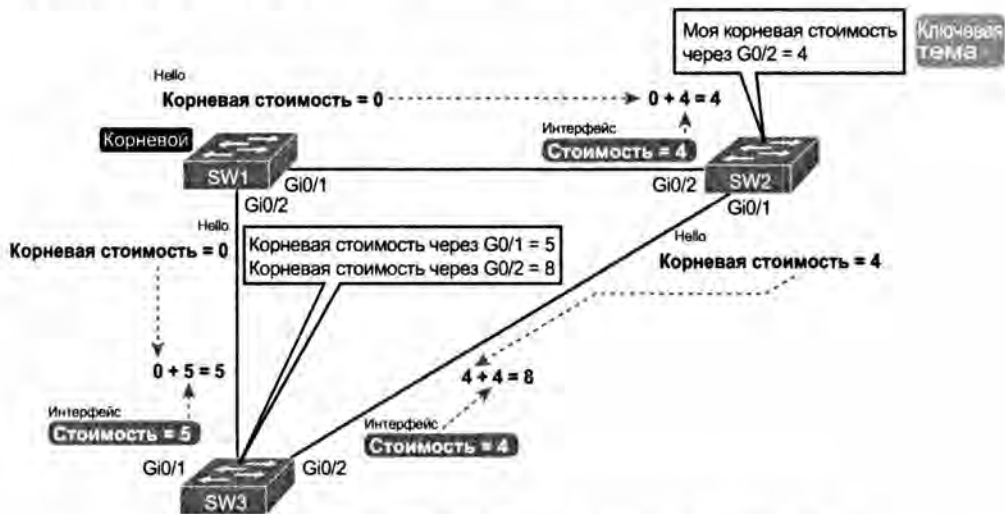 Моя корневая стоимость
через G0/2 = 4
Ключевая
тема
Hello
Корневая стоимость = 0
0 + 4 = 4
Корневой
Интерфейс
Стоимость = 4
SW1
Gi0/1
Gi0/2
SW2
Gi0/2
Gi0/1
Hello
Корневая стоимость = 0
Корневая стоимость через G0/1 = 5
Корневая стоимость через G0/2 = 8
Hello
Корневая стоимость = 4
0 + 5 = 5
4 + 4 = 8
Интерфейс
Стоимость = 5
Интерфейс
Стоимость = 4
Gi0/1
Gi0/2
SW3